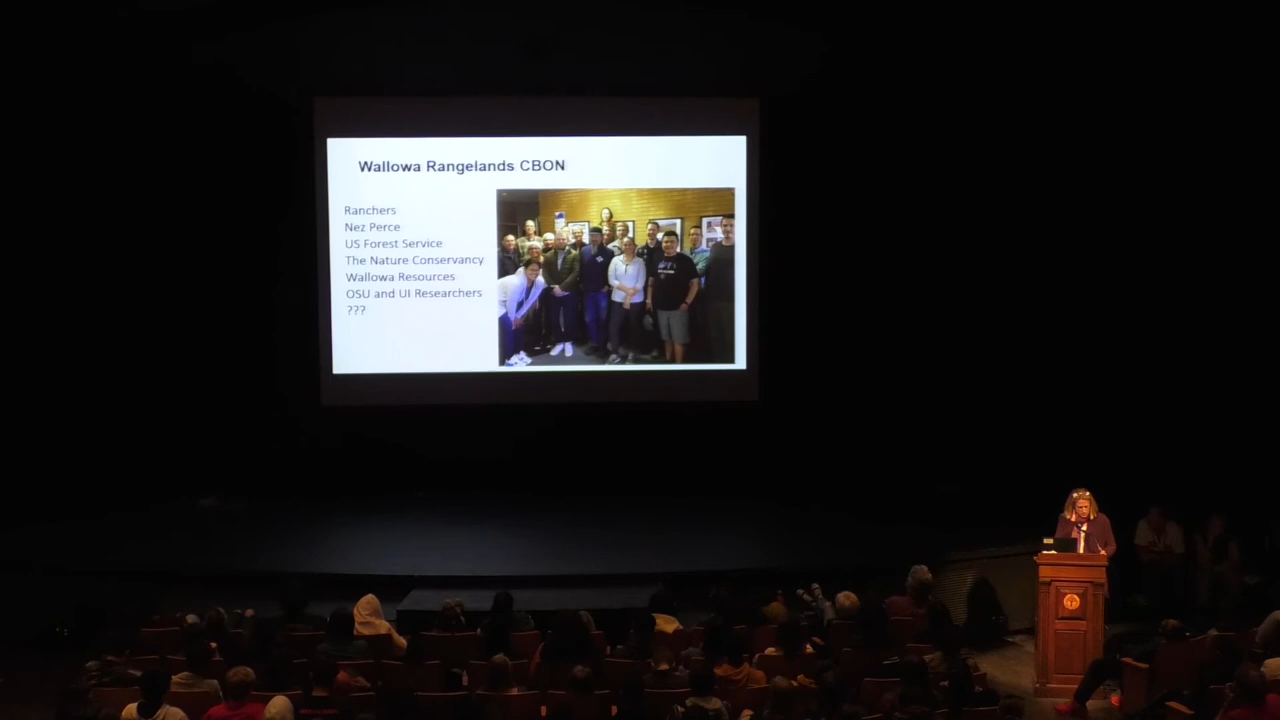 Wallowa Rangelands CBON
Ranchers
Nez Perce
US Forest Service
The Nature Conservancy
Wallowa Resources
OSU and UI Researchers
???